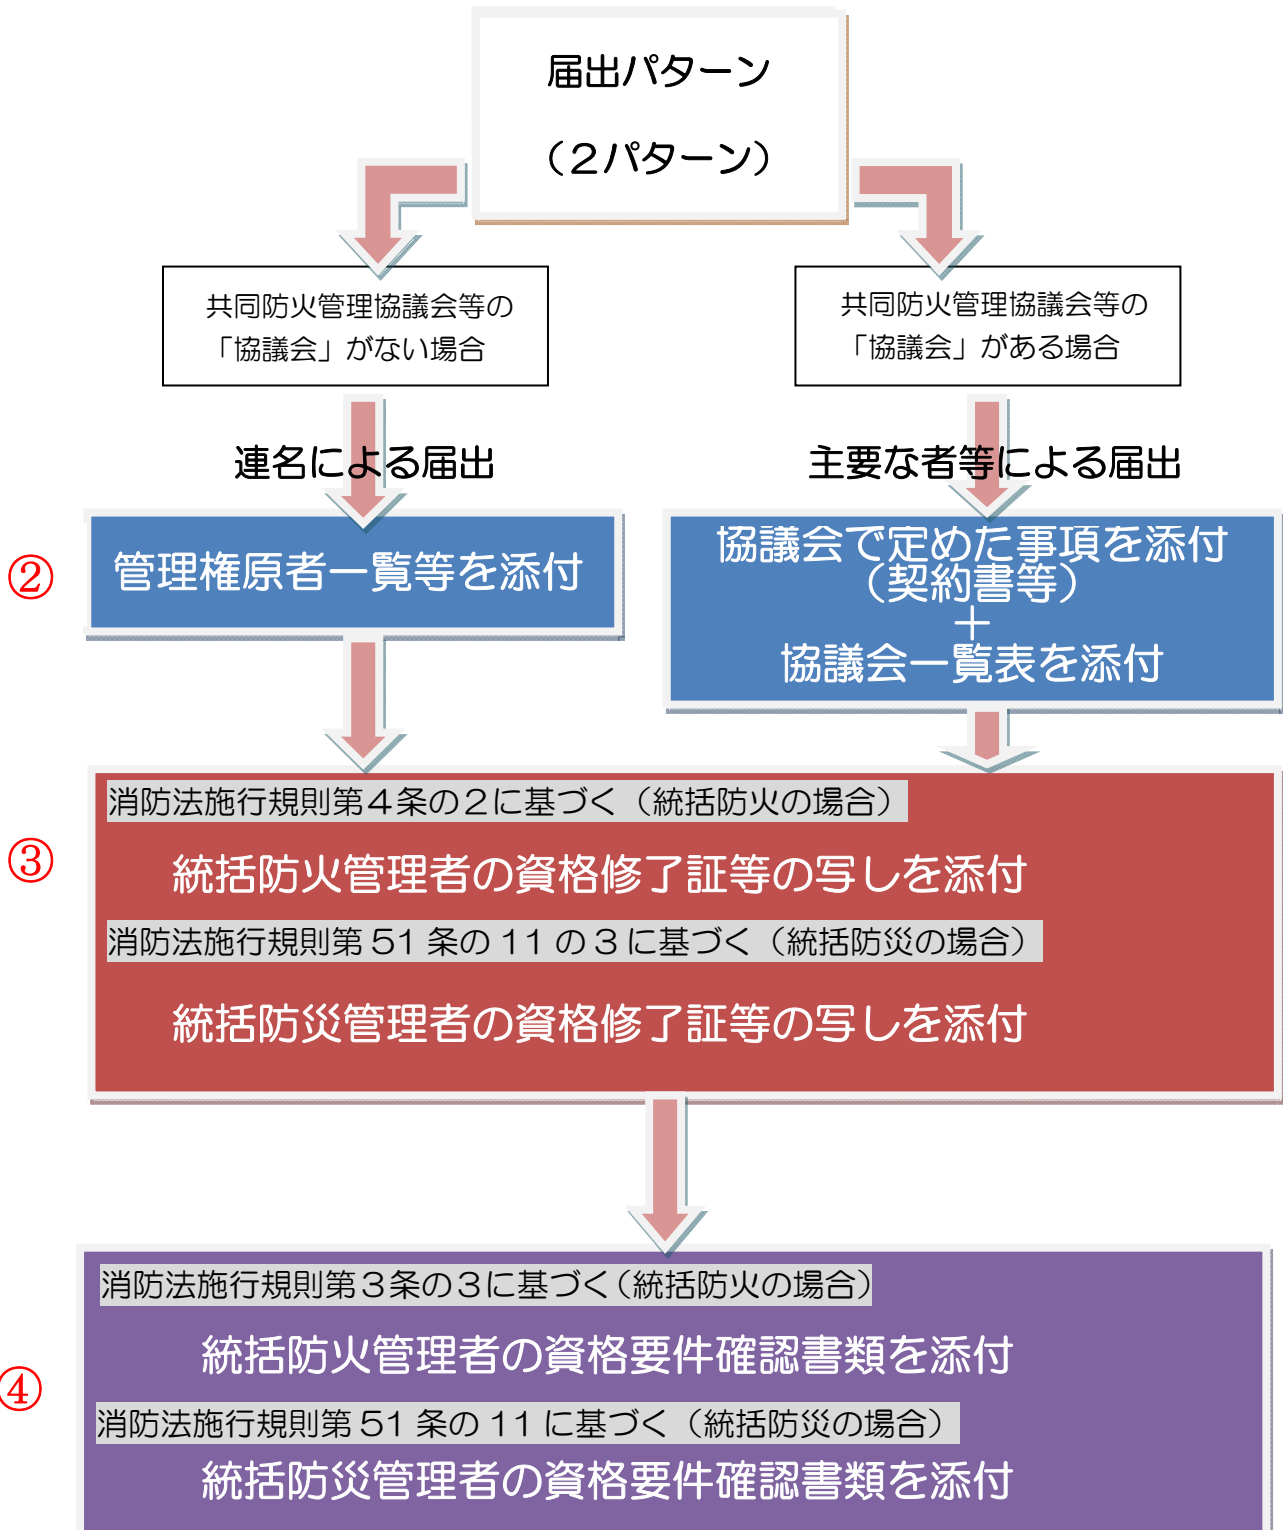 届出パターン
（２パターン）
共同防火管理協議会等の
「協議会」がない場合
共同防火管理協議会等の
「協議会」がある場合
連名による届出
主要な者等による届出
②
管理権原者一覧等を添付
協議会で定めた事項を添付
（契約書等）
＋
協議会一覧表を添付
③
消防法施行規則第４条の２に基づく（統括防火の場合）
統括防火管理者の資格修了証等の写しを添付
消防法施行規則第 51 条の 11 の 3 に基づく（統括防災の場合）
統括防災管理者の資格修了証等の写しを添付
④
消防法施行規則第３条の３に基づく（統括防火の場合）
統括防火管理者の資格要件確認書類を添付
消防法施行規則第 51 条の 11 に基づく（統括防災の場合）
統括防災管理者の資格要件確認書類を添付